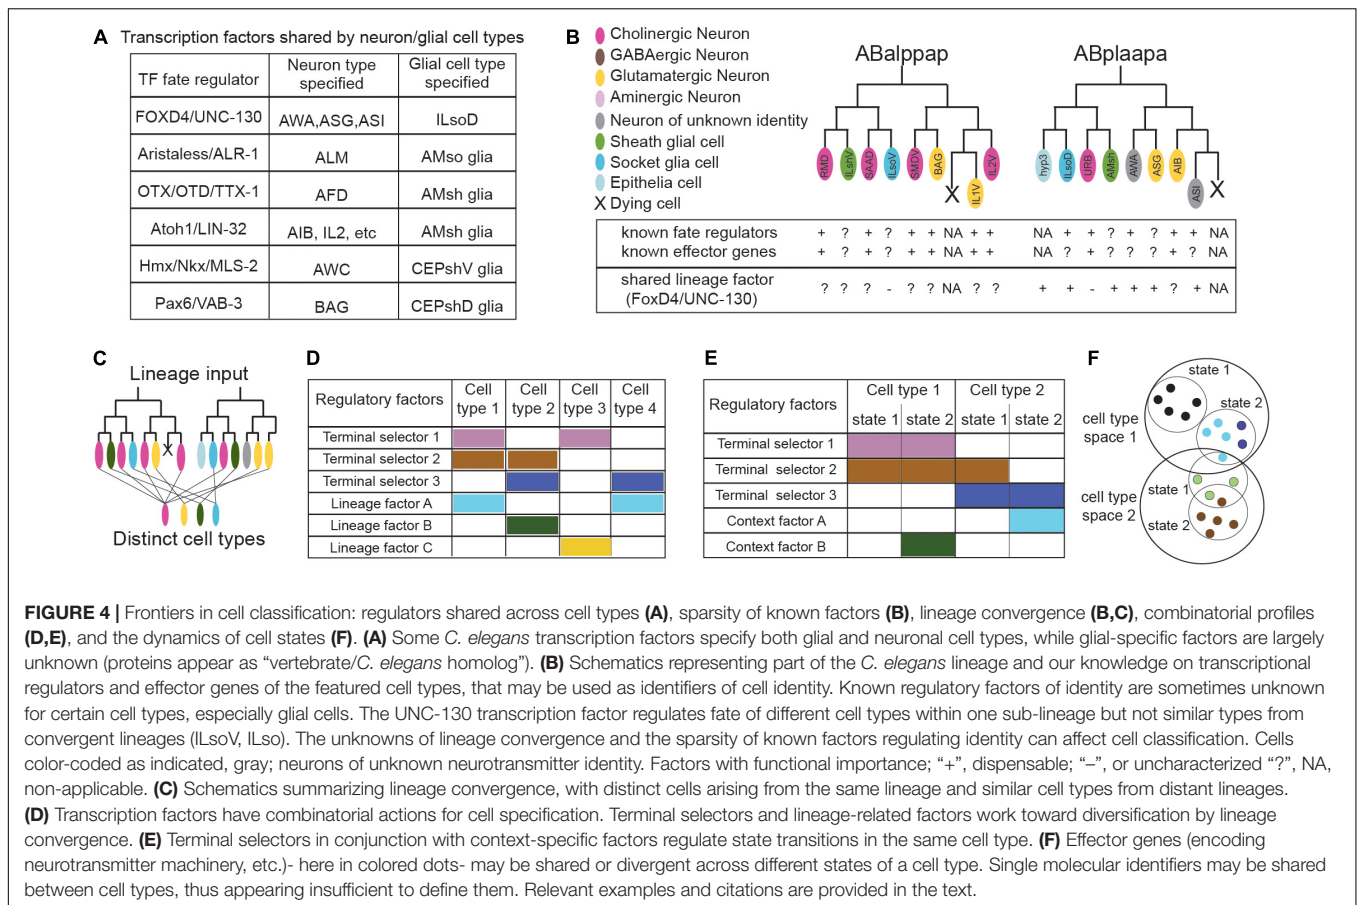 A Transcription factors shared by neuron/glial cell types
TF fate regulator
Neuron type specified
Glial cell type specified
FOXD4/UNC-130 AWA,ASG,ASI ILsoD
Aristaless/ALR-1 ALM AMso glia
OTX/OTD/TTX-1 AFD AMsh glia
Atoh1/LIN-32 AIB, IL2, etc AMsh glia
Hmx/Nkx/MLS-2 AWC CEPshV glia
Pax6/VAB-3 BAG CEPshD glia
B
Cholinergic Neuron
GABAergic Neuron
Glutamatergic Neuron
Aminergic Neuron
Neuron of unknown identity
Sheath glial cell
Socket glia cell
Epithelia cell
X Dying cell
ABalppap
RMD ILshV SAAD ILsoV SMDV BAG X IL1V IL2V
ABplaapa
hyp3 ILsoD URB AMsh AWA ASG AIB ASI X
known fate regulators + ? + ? + + NA + + NA + + ? + ? + + NA
known effector genes + ? + ? + + NA + + NA ? + ? + + + ? NA
shared lineage factor
(FoxD4/UNC-130) ? ? ? - ? ? NA ? ? + + - + + + ? + NA
C
Lineage input
X
Distinct cell types
D
Regulatory factors Cell type 1 Cell type 2 Cell type 3 Cell type 4
Terminal selector 1
Terminal selector 2
Terminal selector 3
Lineage factor A
Lineage factor B
Lineage factor C
E
Regulatory factors Cell type 1 Cell type 2
state 1 state 2 state 1 state 2
Terminal selector 1
Terminal selector 2
Terminal selector 3
Context factor A
Context factor B
F
state 1
state 2
cell type
space 1
state 1
cell type
space 2
state 2
FIGURE 4 | Frontiers in cell classification: regulators shared across cell types (A), sparsity of known factors (B), lineage convergence (B,C), combinatorial profiles
(D,E), and the dynamics of cell states (F). (A) Some C. elegans transcription factors specify both glial and neuronal cell types, while glial-specific factors are largely
unknown (proteins appear as “vertebrate/C. elegans homolog”). (B) Schematics representing part of the C. elegans lineage and our knowledge on transcriptional
regulators and effector genes of the featured cell types, that may be used as identifiers of cell identity. Known regulatory factors of identity are sometimes unknown
for certain cell types, especially glial cells. The UNC-130 transcription factor regulates fate of different cell types within one sub-lineage but not similar types from
convergent lineages (ILsoV, ILso). The unknowns of lineage convergence and the sparsity of known factors regulating identity can affect cell classification. Cells
color-coded as indicated, gray; neurons of unknown neurotransmitter identity. Factors with functional importance; “+”, dispensable; “–”, or uncharacterized “?”, NA,
non-applicable. (C) Schematics summarizing lineage convergence, with distinct cells arising from the same lineage and similar cell types from distant lineages.
(D) Transcription factors have combinatorial actions for cell specification. Terminal selectors and lineage-related factors work toward diversification by lineage
convergence. (E) Terminal selectors in conjunction with context-specific factors regulate state transitions in the same cell type. (F) Effector genes (encoding
neurotransmitter machinery, etc.)- here in colored dots- may be shared or divergent across different states of a cell type. Single molecular identifiers may be shared
between cell types, thus appearing insufficient to define them. Relevant examples and citations are provided in the text.